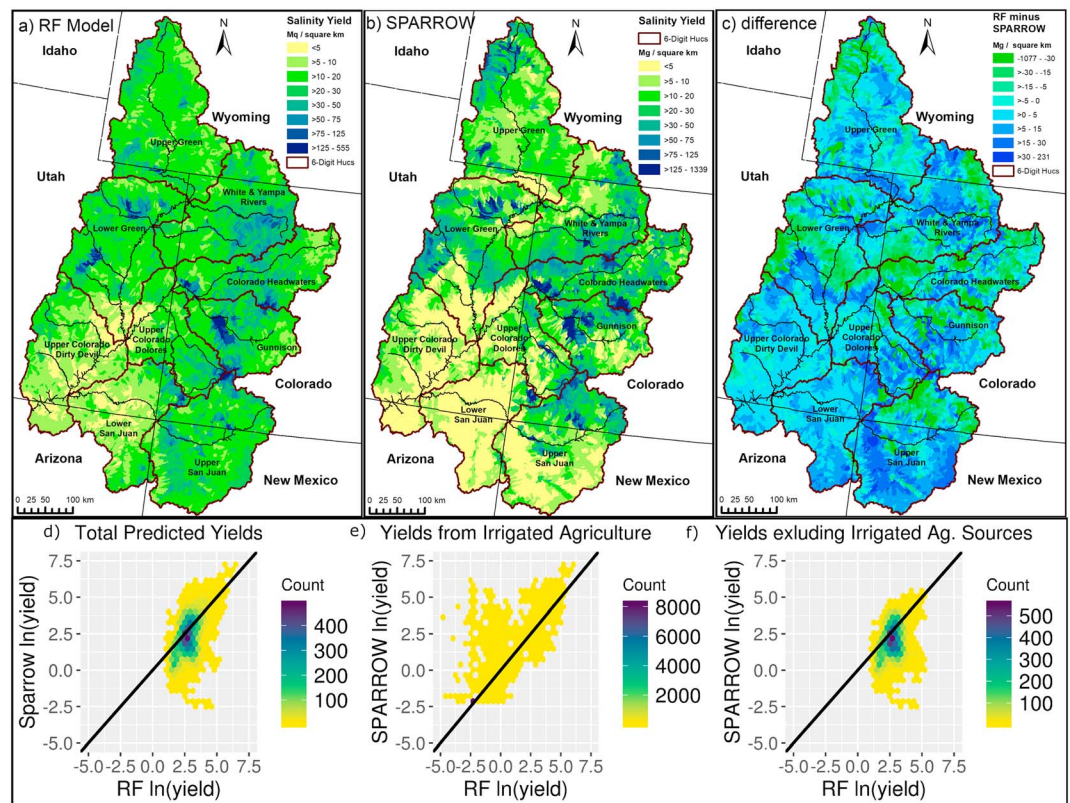 a) RF Model
N
Salinity Yield
Mq / square km
<5
>5 - 10
>10 - 20
>20 - 30
>30 - 50
>50 - 75
>75 - 125
>125 - 555
6-Digit Hucs
Idaho
Wyoming
Utah
Upper Green
White & Yampa
Rivers
Lower Green
Colorado Headwaters
Upper
Colorado
Dolores
Upper Colorado
Dirty Devil
Gunnison
Colorado
Lower
San Juan
Arizona
Upper
San Juan
New Mexico
0 25 50 100 km
b) SPARROW
N
Salinity Yield
6-Digit Hucs
Mg / square km
<5
>5 - 10
>10 - 20
>20 - 30
>30 - 50
>50 - 75
>75 - 125
>125 - 1339
Idaho
Wyoming
Utah
Upper Green
White & Yampa
Rivers
Lower Green
Colorado Headwaters
Upper
Colorado
Dolores
Upper Colorado
Dirty Devil
Gunnison
Colorado
Lower
San Juan
Arizona
Upper
San Juan
New Mexico
0 25 50 100 km
c) difference
N
RF minus
SPARROW
Mg / square km
-1077 - -30
>-30 - -15
>-15 - -5
>-5 - 0
>0 - 5
>5 - 15
>15 - 30
>30 - 231
6-Digit Hucs
Idaho
Wyoming
Utah
Upper Green
White & Yampa
Rivers
Lower Green
Colorado Headwaters
Upper
Colorado
Dolores
Upper Colorado
Dirty Devil
Gunnison
Colorado
Lower
San Juan
Arizona
Upper
San Juan
New Mexico
0 25 50 100 km
d) Total Predicted Yields
Sparrow ln(yield)
7.5
5.0
2.5
0.0
-2.5
-5.0
-5.0 -2.5 0.0 2.5 5.0 7.5
RF ln(yield)
Count
400
300
200
100
e) Yields from Irrigated Agriculture
SPARROW ln(yield)
7.5
5.0
2.5
0.0
-2.5
-5.0
-5.0 -2.5 0.0 2.5 5.0 7.5
RF ln(yield)
Count
8000
6000
4000
2000
f) Yields exluding Irrigated Ag. Sources
SPARROW ln(yield)
7.5
5.0
2.5
0.0
-2.5
-5.0
-5.0 -2.5 0.0 2.5 5.0 7.5
RF ln(yield)
Count
500
400
300
200
100